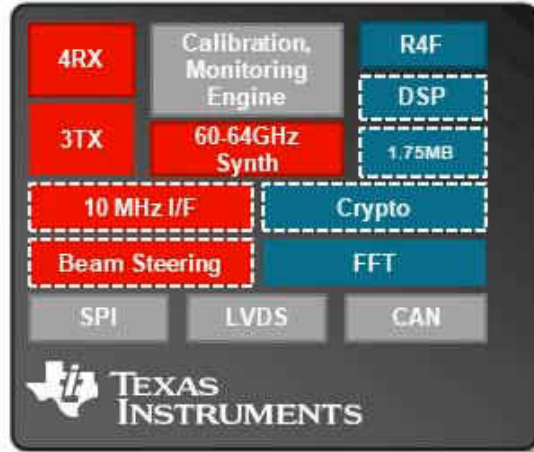 4RX
Calibration,
Monitoring
Engine
R4F
DSP
3TX
60-64GHz
Synth
1.75MB
10 MHz I/F
Crypto
Beam Steering
FFT
SPI
LVDS
CAN
TEXAS
INSTRUMENTS